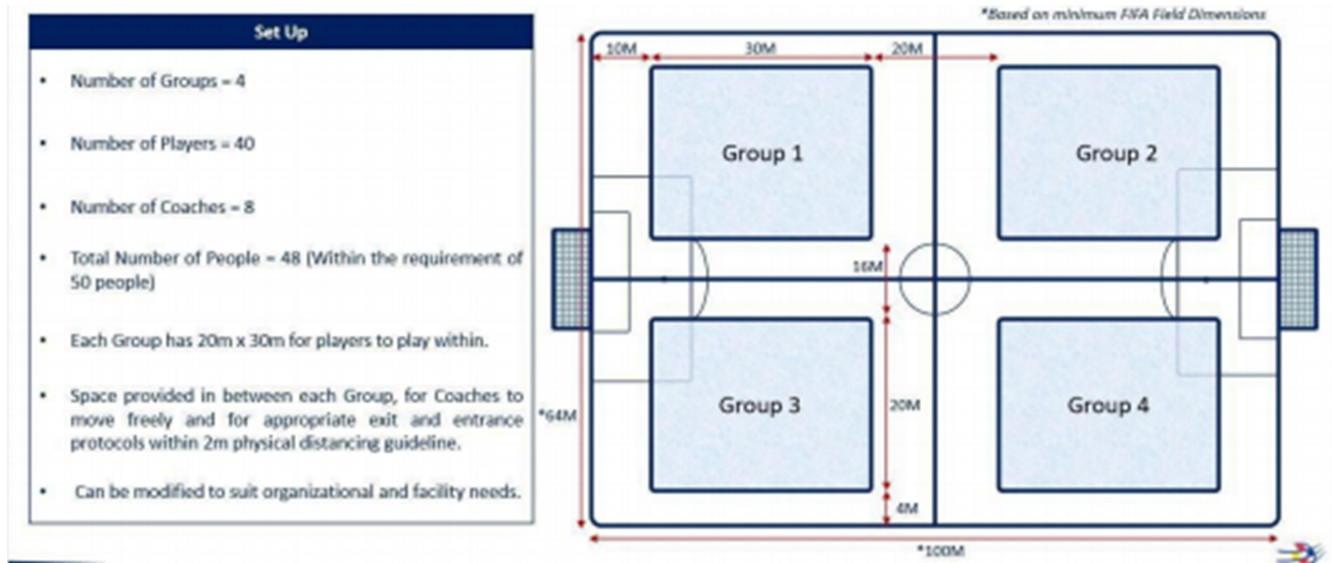 *Based on minimum FIFA Field Dimensions
Set Up
• Number of Groups = 4
• Number of Players = 40
• Number of Coaches = 8
• Total Number of People = 48 (Within the requirement of
50 people)
• Each Group has 20m x 30m for players to play within.
• Space provided in between each Group, for Coaches to
move freely and for appropriate exit and entrance
protocols within 2m physical distancing guideline.
• Can be modified to suit organizational and facility needs.
10M
30M
20M
Group 1
Group 2
16M
Group 3
Group 4
*64M
20M
4M
*100M